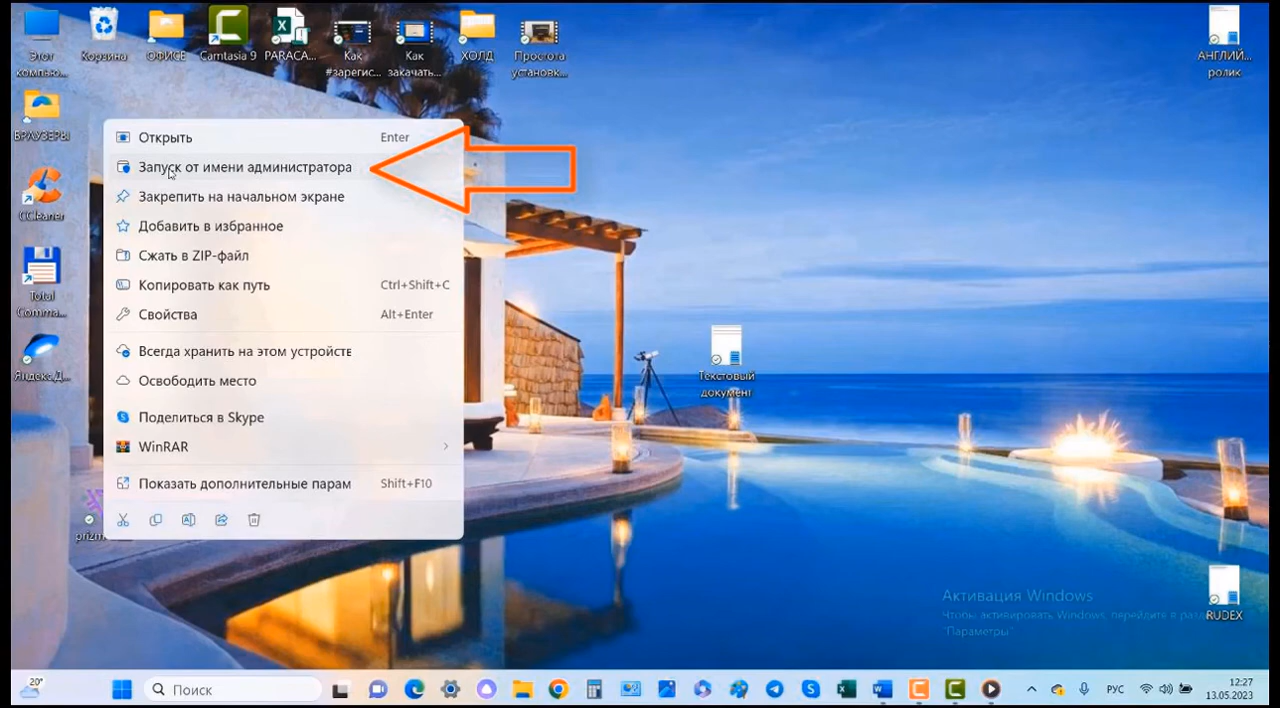 Этот
компью...
Корзина
ОФИСЕ
Camtasia 9
PARACA...
Как
#зарегис...
Как
закачать...
ХОЛД
Простота
установк...
АНГЛИЙ...
ролик
БРАУЗЕРЫ
CCleaner
Total
Comma...
Яндекс.Д...
Открыть Enter
Запуск от имени администратора
Закрепить на начальном экране
Добавить в избранное
Сжать в ZIP-файл
Копировать как путь Ctrl+Shift+C
Свойства Alt+Enter
Всегда хранить на этом устройстве
Освободить место
Поделиться в Skype
WinRAR
Показать дополнительные парам Shift+F10
prizm
Текстовый
документ
Активация Windows
Чтобы активировать Windows, перейдите в разд
"Параметры"
RUDEX
20°
Поиск
РУС
12:27
13.05.2023